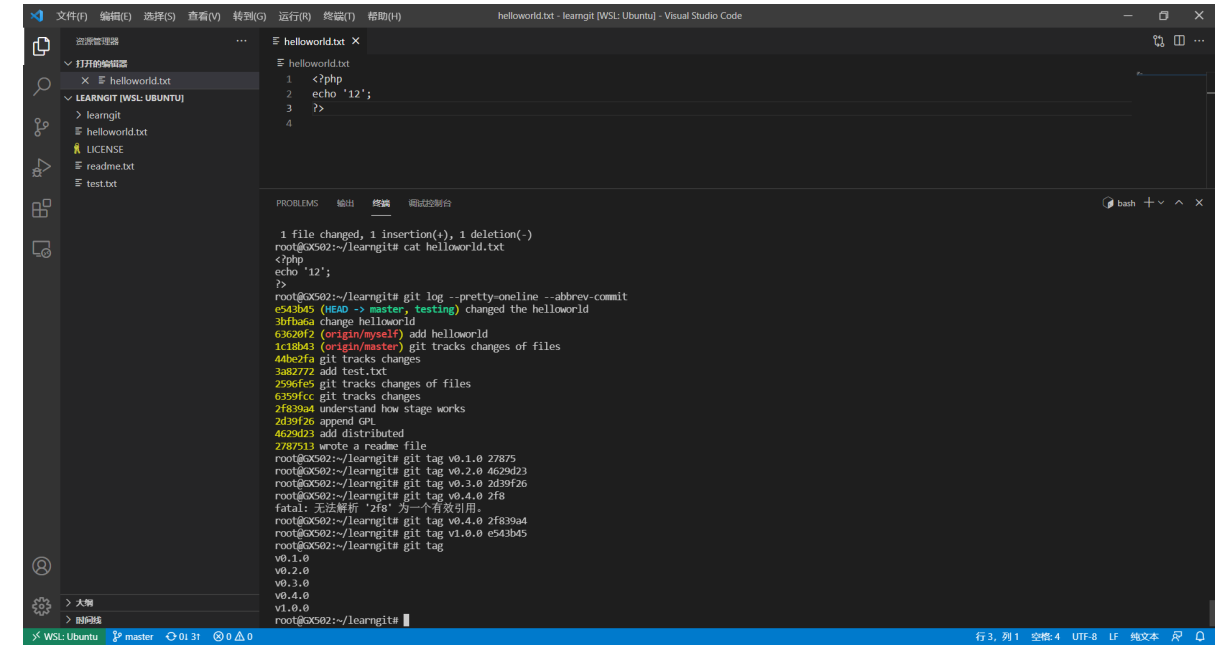 文件(F) 编辑(E) 选择(S) 查看(V) 转到(G) 运行(R) 终端(T) 帮助(H) helloworld.txt - learngit [WSL: Ubuntu] - Visual Studio Code
资源管理器 ···
打开的编辑器
helloworld.txt
LEARNGIT [WSL: UBUNTU]
learngit
helloworld.txt
LICENSE
readme.txt
test.txt
大纲
时间线
helloworld.txt
helloworld.txt
1 <?php
2 echo '12';
3 ?>
4
PROBLEMS 输出 终端 调试控制台 bash
1 file changed, 1 insertion(+), 1 deletion(-)
root@GX502:~/learngit# cat helloworld.txt
<?php
echo '12';
?>
root@GX502:~/learngit# git log --pretty=oneline --abbrev-commit
e543b45 (HEAD -> master, testing) changed the helloworld
3bfba6a change helloworld
63620f2 (origin/myself) add helloworld
1c18b43 (origin/master) git tracks changes of files
44be2fa git tracks changes
3a82772 add test.txt
2596fe5 git tracks changes of files
6359fcc git tracks changes
2f839a4 understand how stage works
2d39f26 append GPL
4629d23 add distributed
2787513 wrote a readme file
root@GX502:~/learngit# git tag v0.1.0 27875
root@GX502:~/learngit# git tag v0.2.0 4629d23
root@GX502:~/learngit# git tag v0.3.0 2d39f26
root@GX502:~/learngit# git tag v0.4.0 2f8
fatal: 无法解析 '2f8' 为一个有效引用。
root@GX502:~/learngit# git tag v0.4.0 2f839a4
root@GX502:~/learngit# git tag v1.0.0 e543b45
root@GX502:~/learngit# git tag
v0.1.0
v0.2.0
v0.3.0
v0.4.0
v1.0.0
root@GX502:~/learngit#
WSL: Ubuntu master 0↓ 3↑ 0 0 行 3, 列 1 空格: 4 UTF-8 LF 纯文本